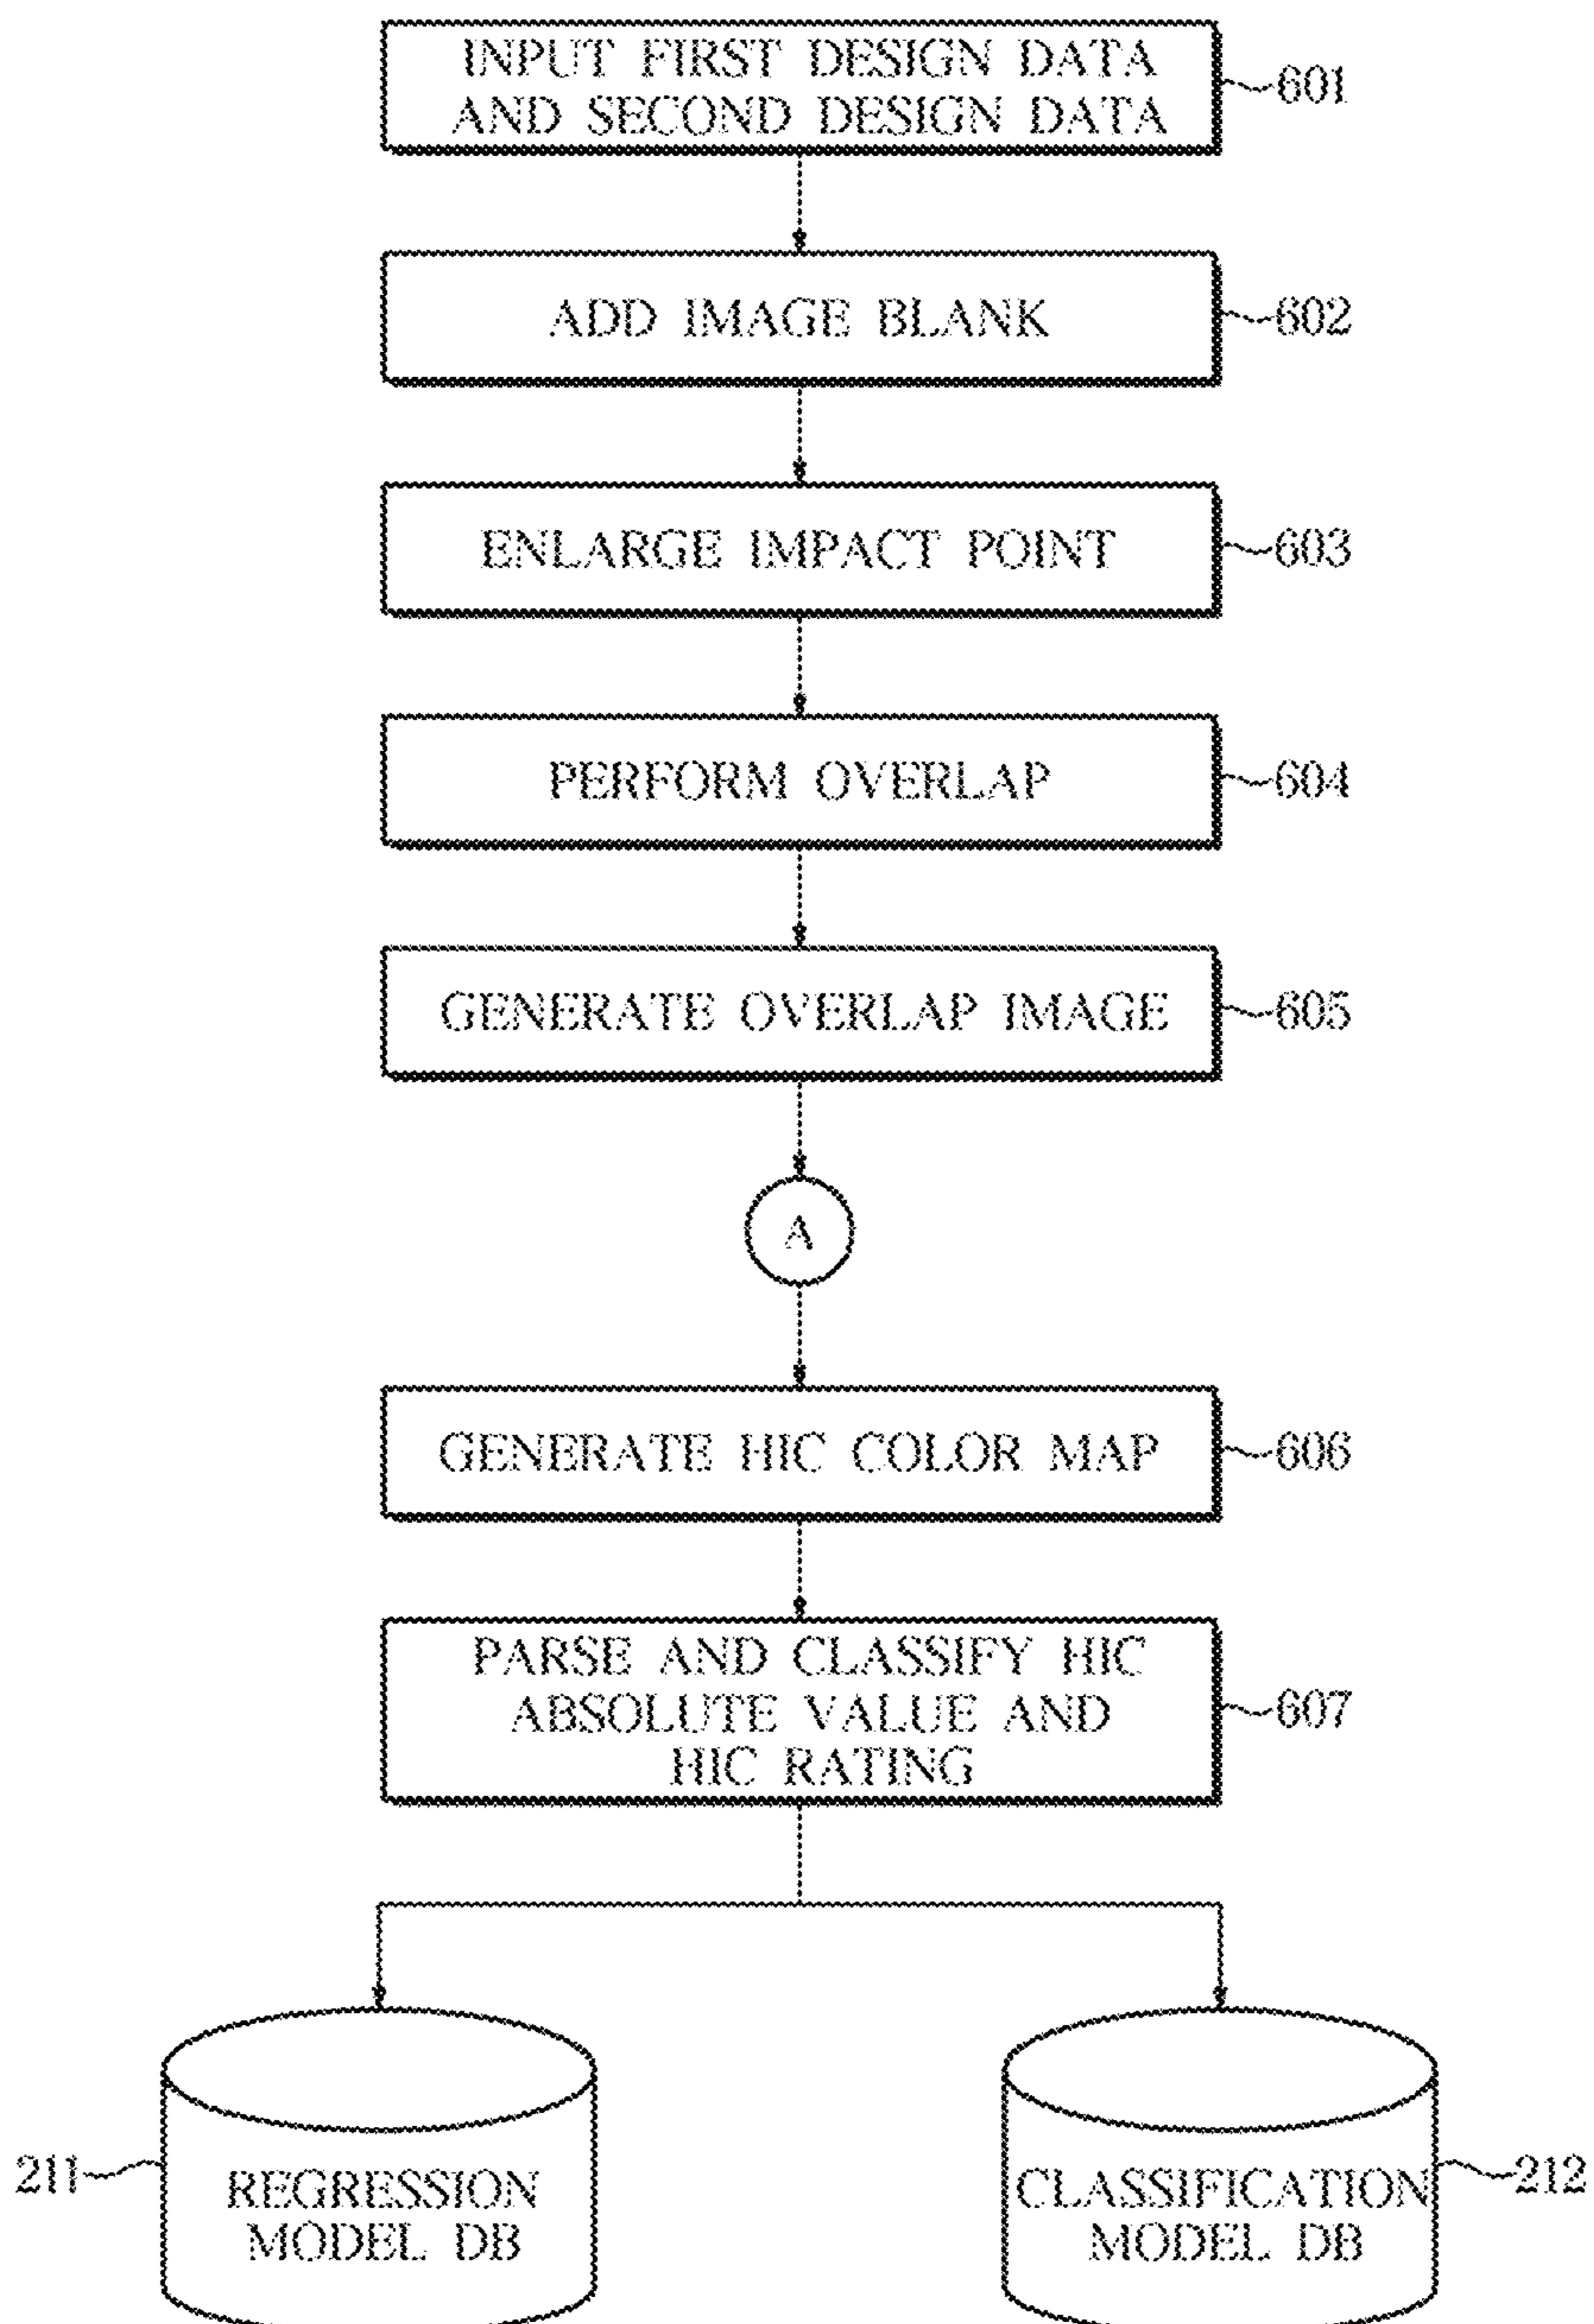 INPUT FIRST DESIGN DATA
AND SECOND DESIGN DATA
601
ADD IMAGE BLANK
602
ENLARGE IMPACT POINT
603
PERFORM OVERLAP
604
GENERATE OVERLAP IMAGE
605
A
GENERATE HIC COLOR MAP
606
PARSE AND CLASSIFY HIC
ABSOLUTE VALUE AND
HIC RATING
607
211
REGRESSION
MODEL DB
CLASSIFICATION
MODEL DB
212